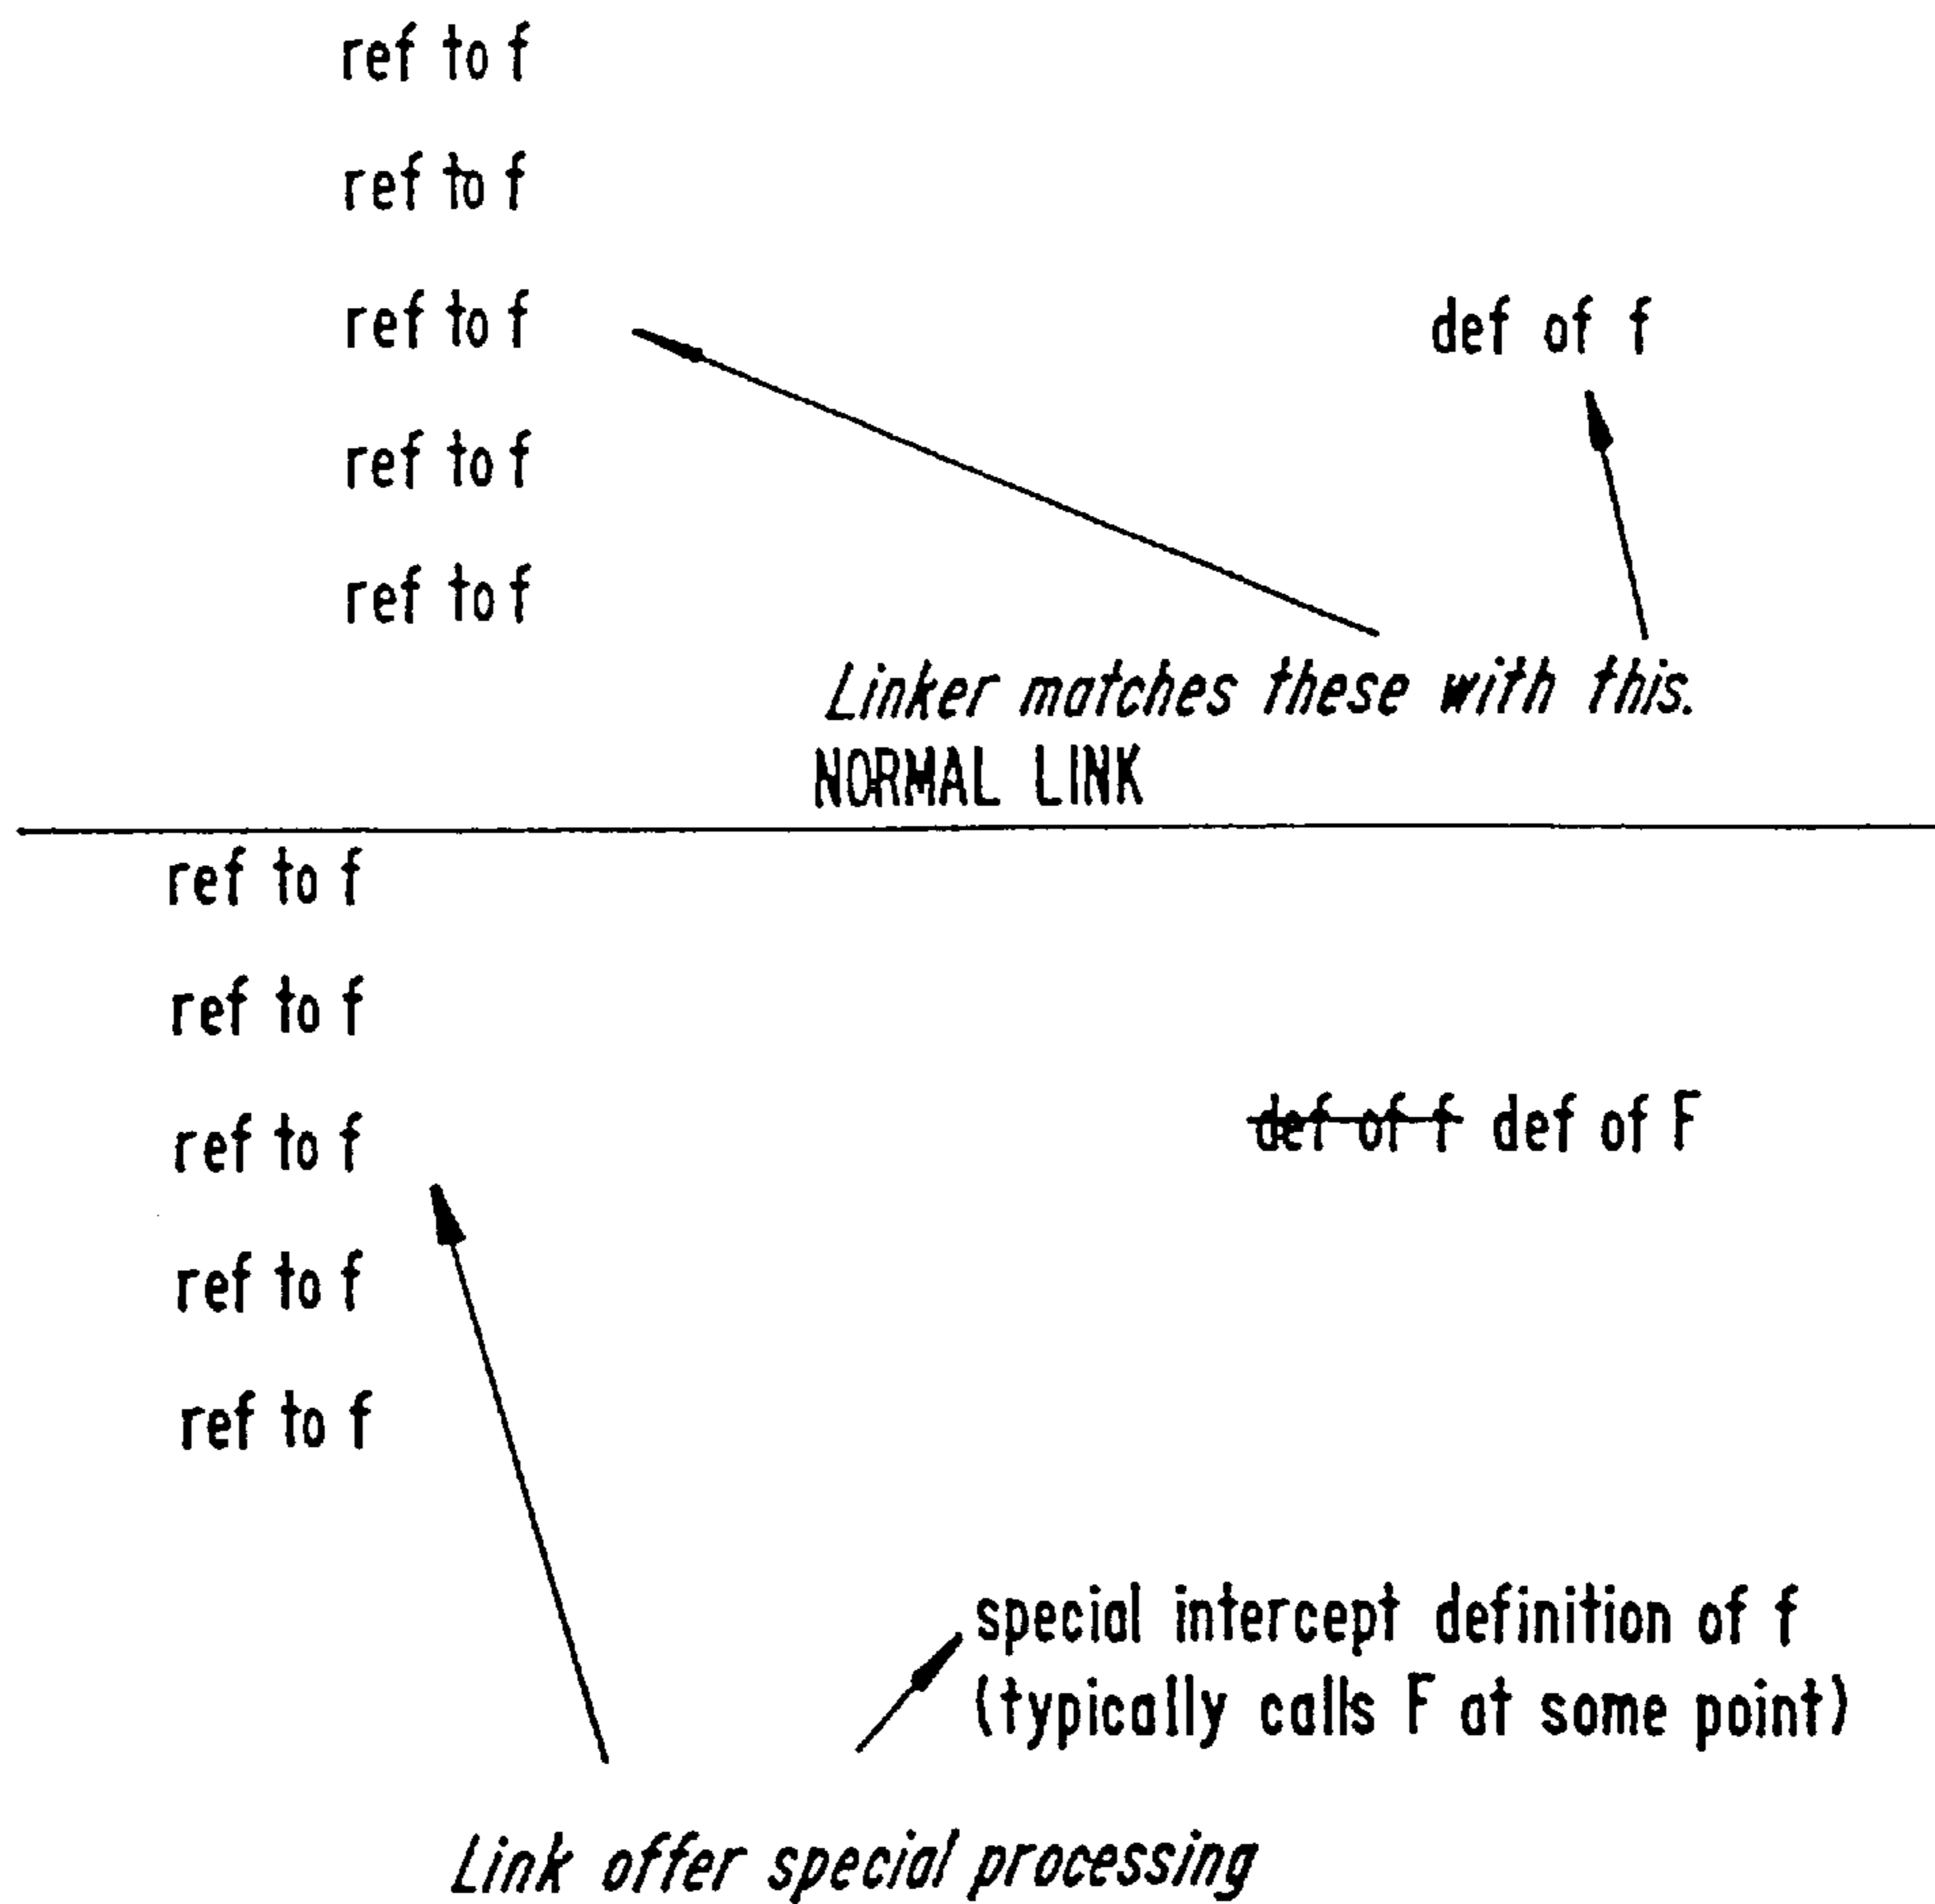 ref to f
ref to f
ref to f
def of f
ref to f
ref to f
Linker matches these with this.
NORMAL LINK
ref to f
ref to f
ref to f
def of f def of F
ref to f
ref to f
special intercept definition of f
(typically calls F at some point)
Link offer special processing